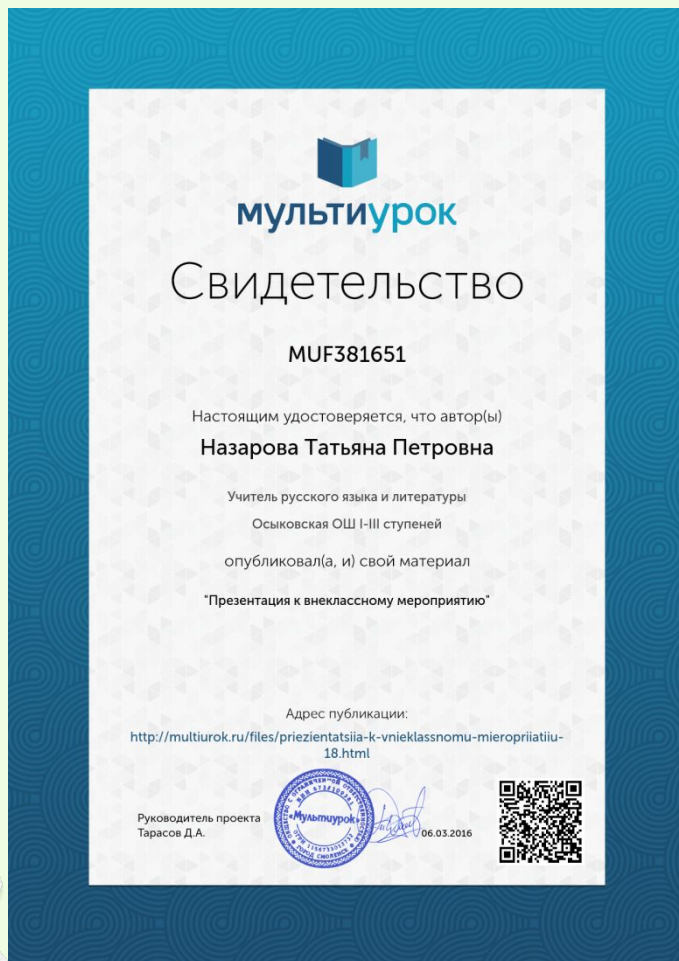 мультиурок
Свидетельство
MUF381651
Настоящим удостоверяется, что автор(ы)
Назарова Татьяна Петровна
Учитель русского языка и литературы
Осыковская ОШ I-III ступеней
опубликовал(а, и) свой материал
"Презентация к внеклассному мероприятию"
Адрес публикации:
http://multiurok.ru/files/priezientatsiia-k-vnieklassnomu-mieropriiatiiu-
18.html
Руководитель проекта
Тарасов Д.А.
«Мультиурок»
ГОРОД СМОЛЕНСК
06.03.2016